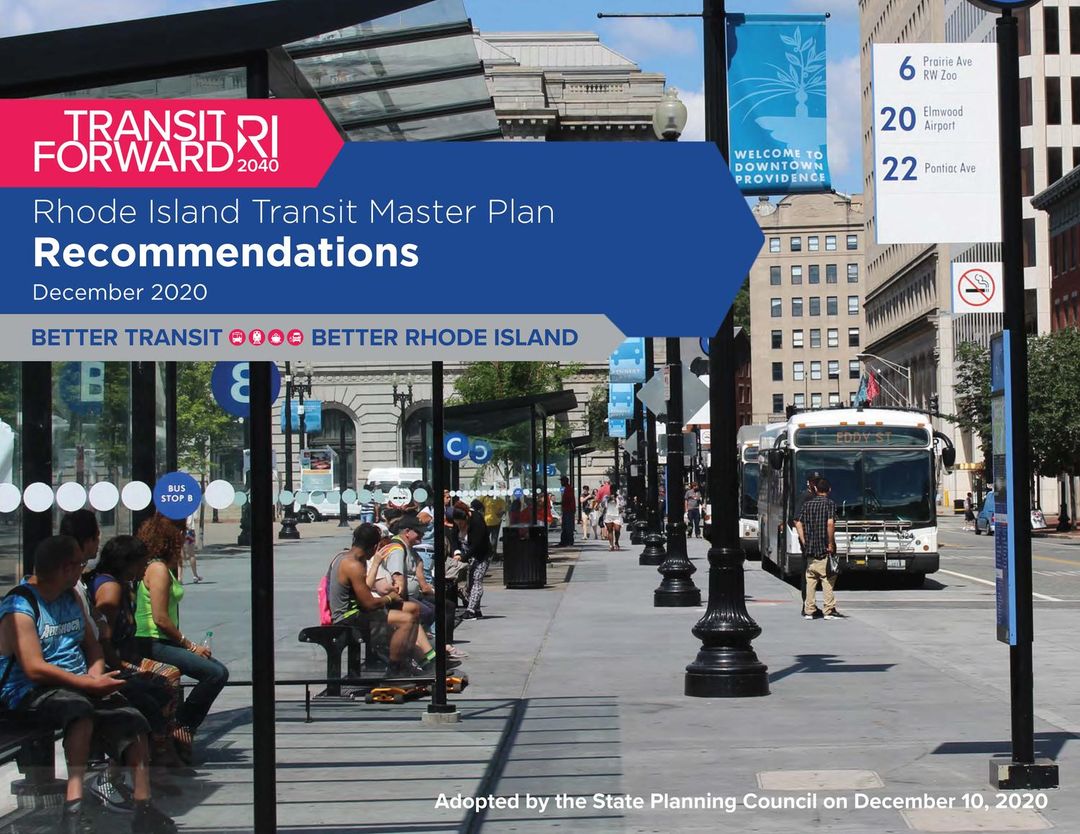 TRANSIT
FORWARD RI
2040
Rhode Island Transit Master Plan
Recommendations
December 2020
BETTER TRANSIT BETTER RHODE ISLAND
WELCOME TO
DOWNTOWN
PROVIDENCE
6 Prairie Ave
RW Zoo
20 Elmwood
Airport
22 Pontiac Ave
B
C
BUS
STOP B
EDDY ST
1324
Adopted by the State Planning Council on December 10, 2020